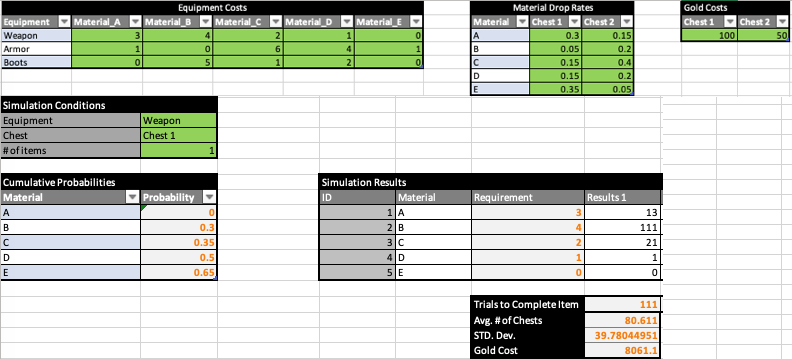 Equipment Costs
Equipment Material_A Material_B Material_C Material_D Material_E
Weapon 3 4 2 1 0
Armor 1 0 6 4 1
Boots 0 5 1 2 0
Material Drop Rates
Material Chest 1 Chest 2
A 0.3 0.15
B 0.05 0.2
C 0.15 0.4
D 0.15 0.2
E 0.35 0.05
Gold Costs
Chest 1 Chest 2
100 50
Simulation Conditions
Equipment Weapon
Chest Chest 1
# of items 1
Cumulative Probabilities
Material Probability
A 0
B 0.3
C 0.35
D 0.5
E 0.65
Simulation Results
ID Material Requirement Results 1
1 A 3 13
2 B 4 111
3 C 2 21
4 D 1 1
5 E 0 0
Trials to Complete Item 111
Avg. # of Chests 80.611
STD. Dev. 39.78044951
Gold Cost 8061.1